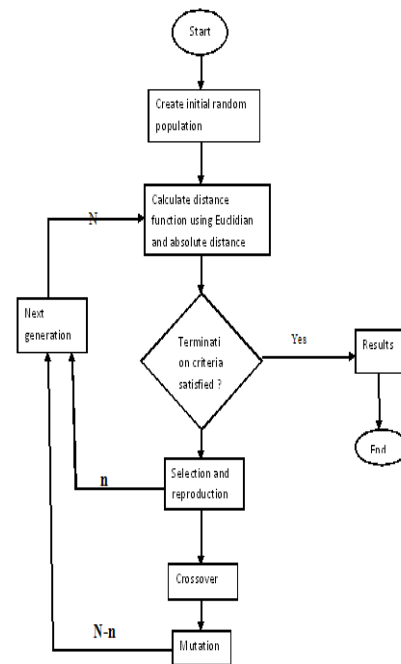 Start
Create initial random
population
Calculate distance
function using Euclidian
and absolute distance
N
Next
generation
Terminati
on criteria
satisfied ?
Yes
Results
End
Selection and
reproduction
n
Crossover
N-n
Mutation